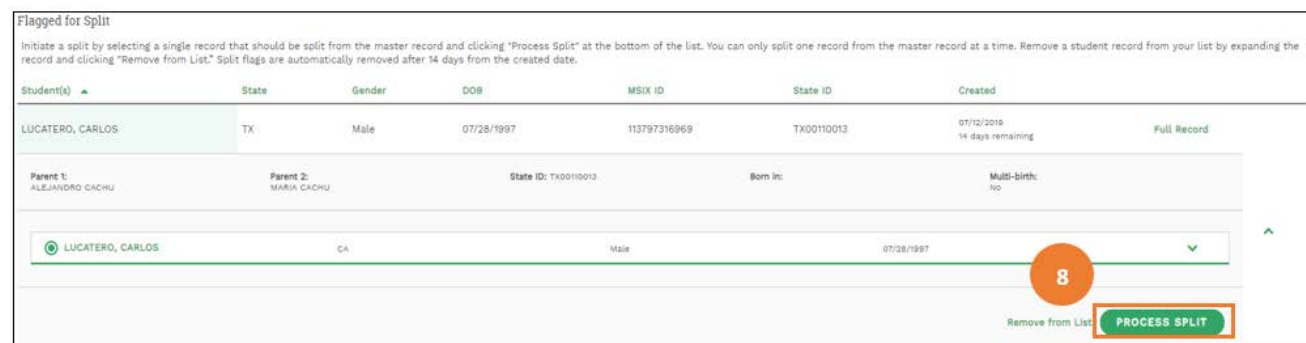 Flagged for Split
Initiate a split by selecting a single record that should be split from the master record and clicking "Process Split" at the bottom of the list. You can only split one record from the master record at a time. Remove a student record from your list by expanding the
record and clicking "Remove from List." Split flags are automatically removed after 14 days from the created date.
Student(s) State Gender DOB MSIX ID State ID Created
LUCATERO, CARLOS TX Male 07/28/1997 113797316969 TX00110013 07/12/2019 Full Record
14 days remaining
Parent 1: Parent 2: State ID: TX00110013 Born in: Multi-birth:
ALEJANDRO CACHU MARIA CACHU No
LUCATERO, CARLOS CA Male 07/28/1997
8
Remove from List PROCESS SPLIT